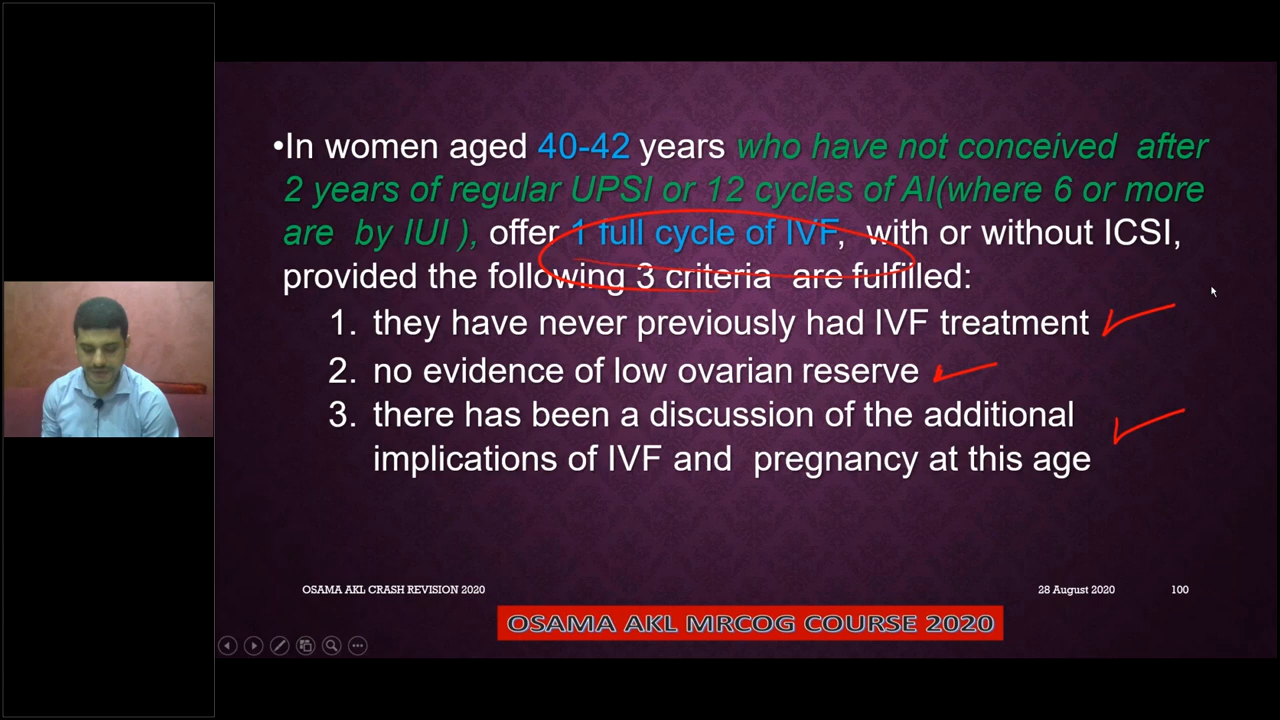 •In women aged 40-42 years who have not conceived after
2 years of regular UPSI or 12 cycles of AI(where 6 or more
are by IUI ), offer 1 full cycle of IVF, with or without ICSI,
provided the following 3 criteria are fulfilled:
1. they have never previously had IVF treatment
2. no evidence of low ovarian reserve
3. there has been a discussion of the additional
implications of IVF and pregnancy at this age
OSAMA AKL CRASH REVISION 2020 28 August 2020 100
OSAMA AKL MRCOG COURSE 2020